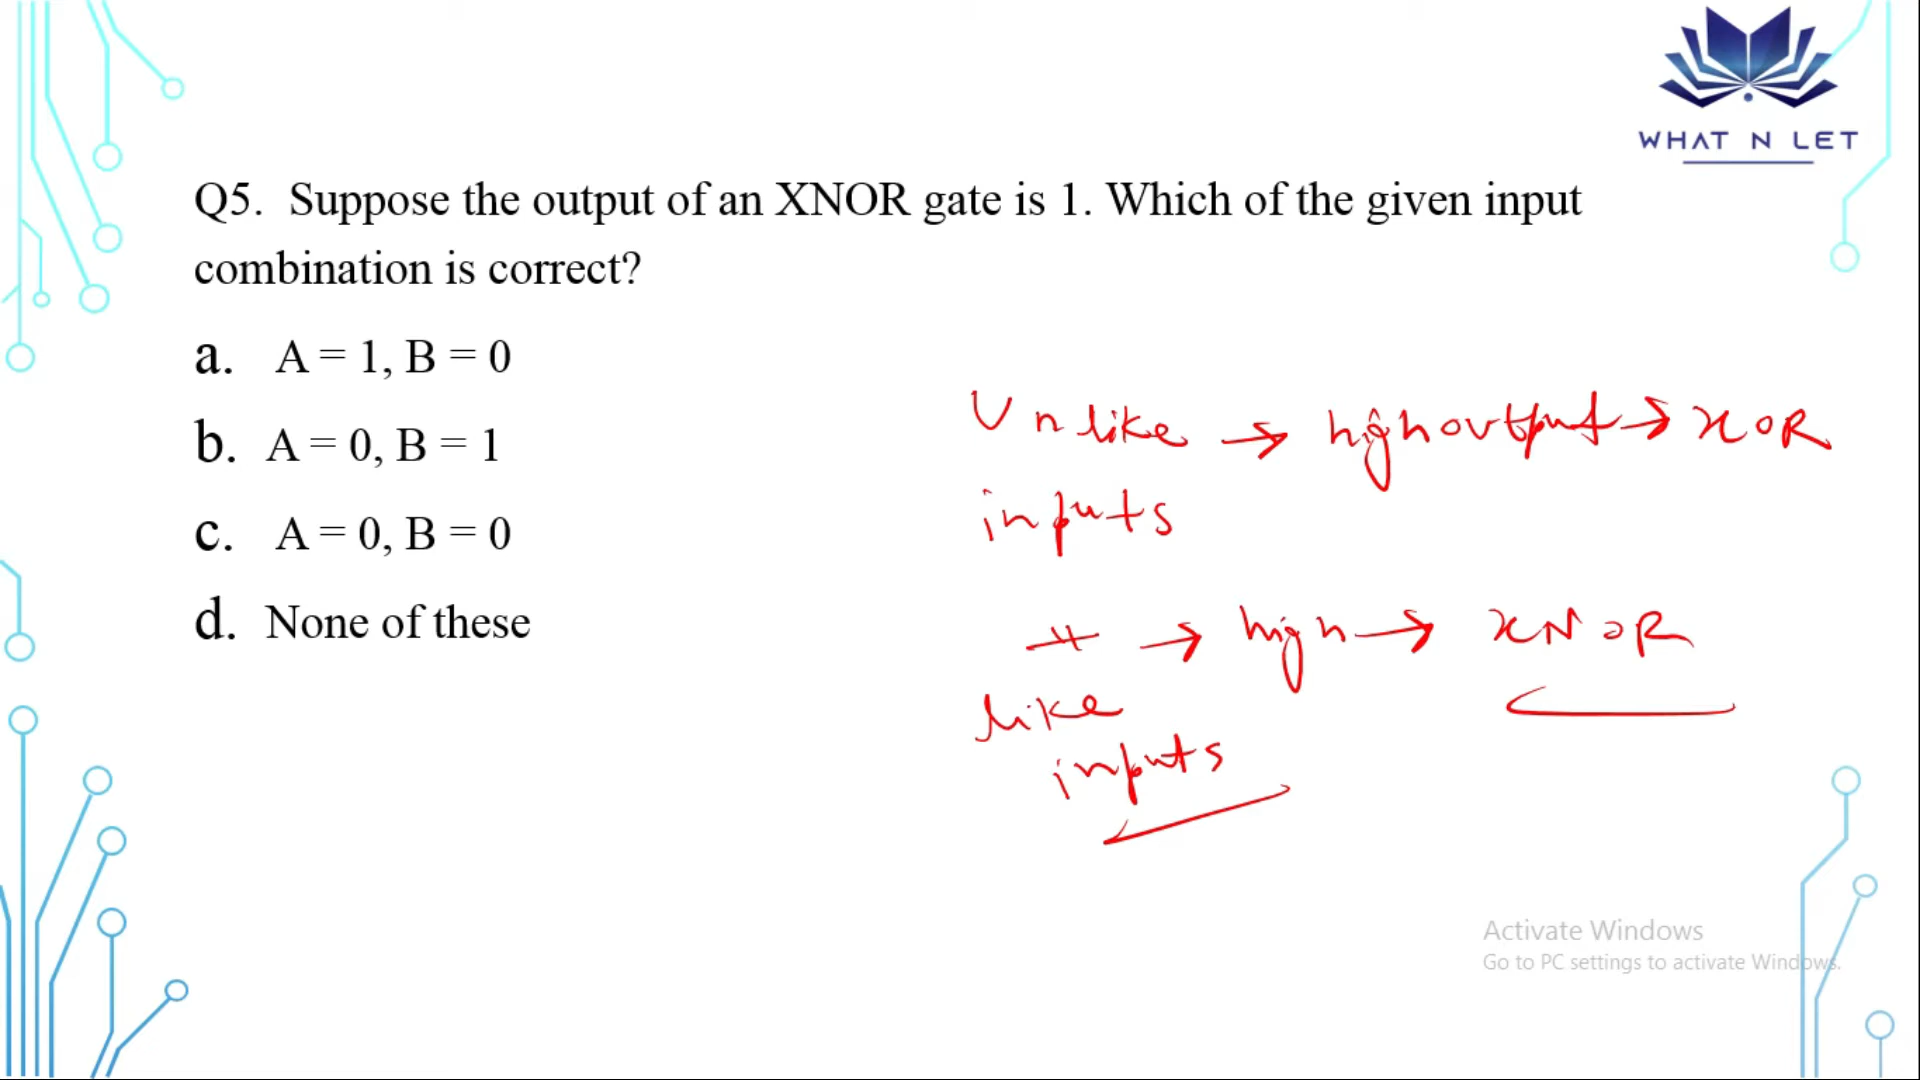 WHAT N LET
Q5. Suppose the output of an XNOR gate is 1. Which of the given input
combination is correct?
a. A = 1, B = 0
b. A = 0, B = 1
c. A = 0, B = 0
d. None of these
Unlike → high output → XOR
inputs
→ high → XNOR
like
inputs
Activate Windows
Go to PC settings to activate Windows.